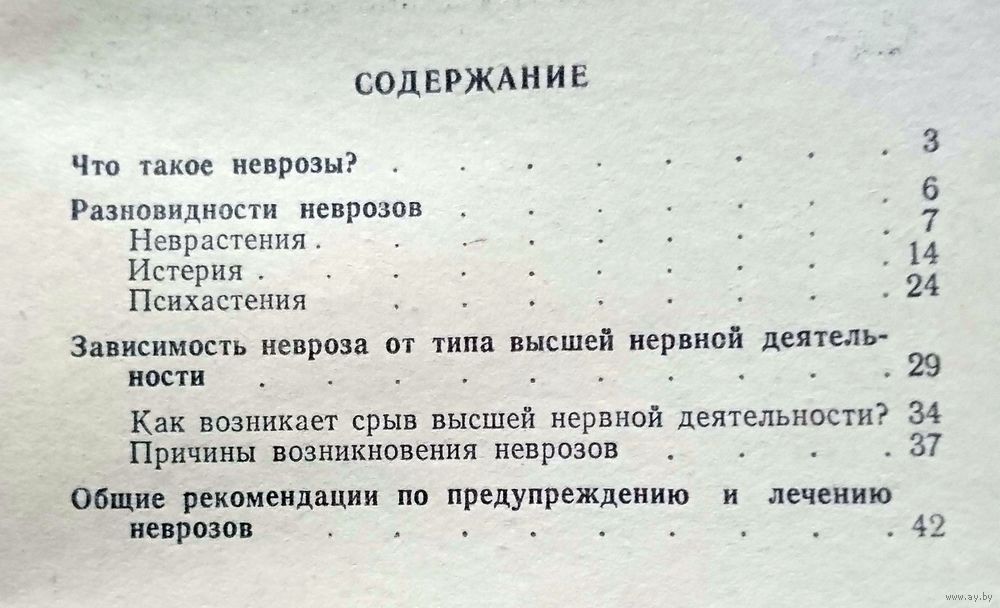 СОДЕРЖАНИЕ
Что такое неврозы? . . . . . . . . 3
Разновидности неврозов . . . . . . . 6
Неврастения . . . . . . . . . 7
Истерия . . . . . . . . . . 14
Психастения . . . . . . . . 24
Зависимость невроза от типа высшей нервной деятель-
ности . . . . . . . . . . 29
Как возникает срыв высшей нервной деятельности? 34
Причины возникновения неврозов . . . . 37
Общие рекомендации по предупреждению и лечению
неврозов . . . . . . . . . 42
www.ay.by